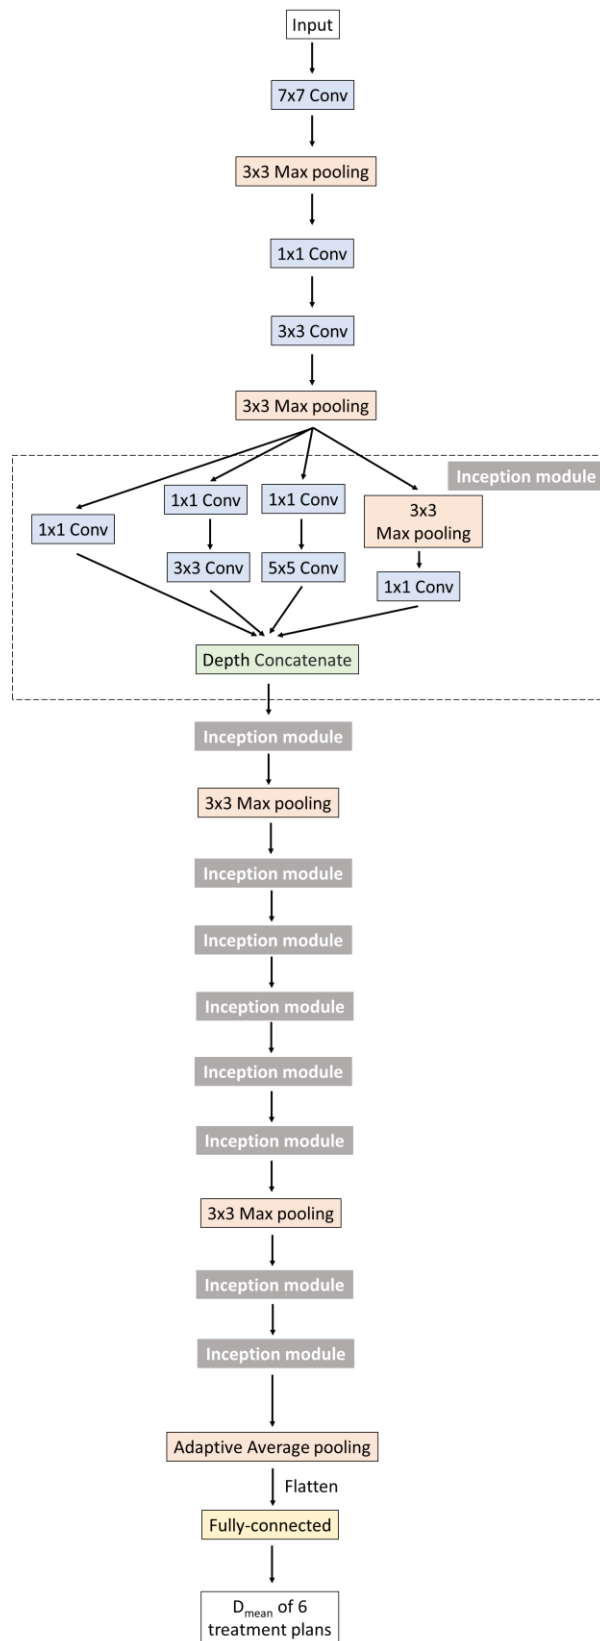 Input
7x7 Conv
3x3 Max pooling
1x1 Conv
3x3 Conv
3x3 Max pooling
Inception module
1x1 Conv
1x1 Conv
1x1 Conv
3x3
Max pooling
3x3 Conv
5x5 Conv
1x1 Conv
Depth Concatenate
Inception module
3x3 Max pooling
Inception module
Inception module
Inception module
Inception module
Inception module
3x3 Max pooling
Inception module
Inception module
Adaptive Average pooling
Flatten
Fully-connected
Dmean of 6
treatment plans